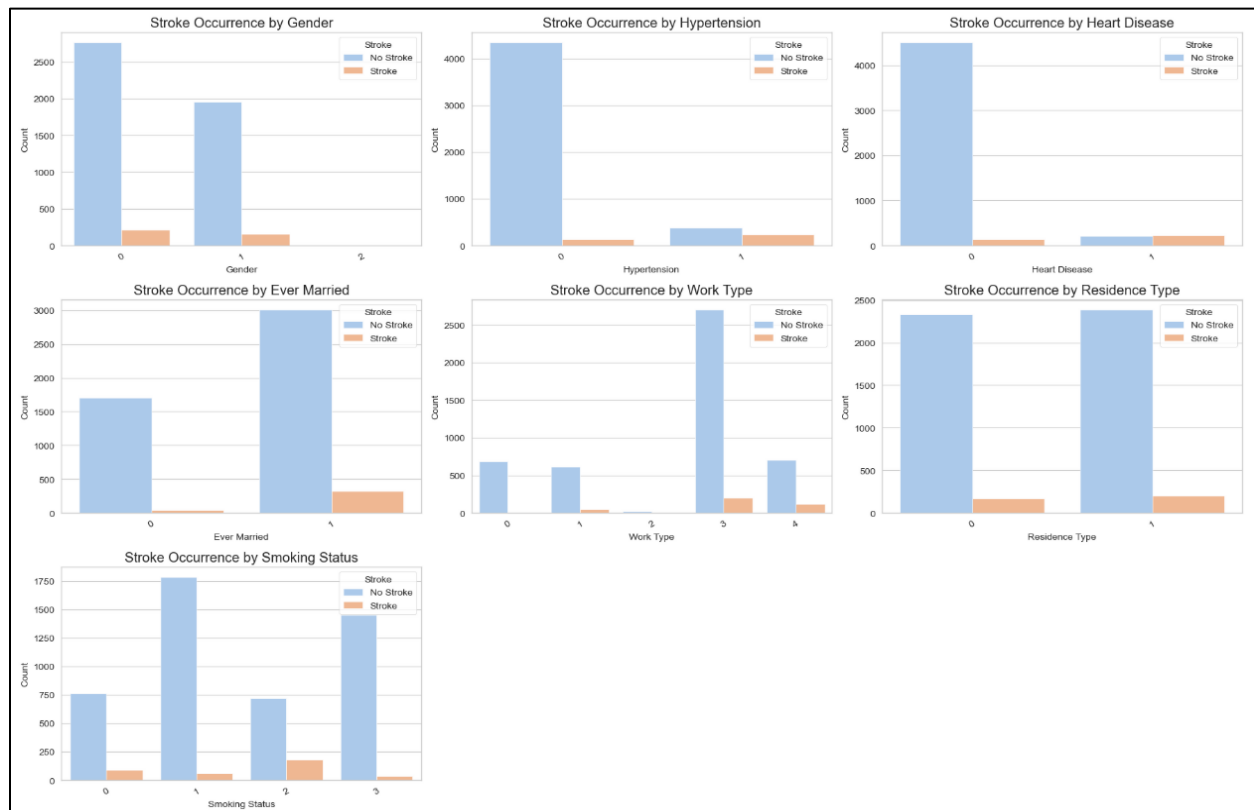 Stroke Occurrence by Gender
Stroke
No Stroke
Stroke
2500
2000
1500
1000
500
0
Count
0
1
2
Gender
Stroke Occurrence by Hypertension
Stroke
No Stroke
Stroke
4000
3000
2000
1000
0
Count
0
1
Hypertension
Stroke Occurrence by Heart Disease
Stroke
No Stroke
Stroke
4000
3000
2000
1000
0
Count
0
1
Heart Disease
Stroke Occurrence by Ever Married
Stroke
No Stroke
Stroke
3000
2500
2000
1500
1000
500
0
Count
0
1
Ever Married
Stroke Occurrence by Work Type
Stroke
No Stroke
Stroke
2500
2000
1500
1000
500
0
Count
0
1
2
3
4
Work Type
Stroke Occurrence by Residence Type
Stroke
No Stroke
Stroke
2500
2000
1500
1000
500
0
Count
0
1
Residence Type
Stroke Occurrence by Smoking Status
Stroke
No Stroke
Stroke
1750
1500
1250
1000
750
500
250
0
Count
0
1
2
3
Smoking Status